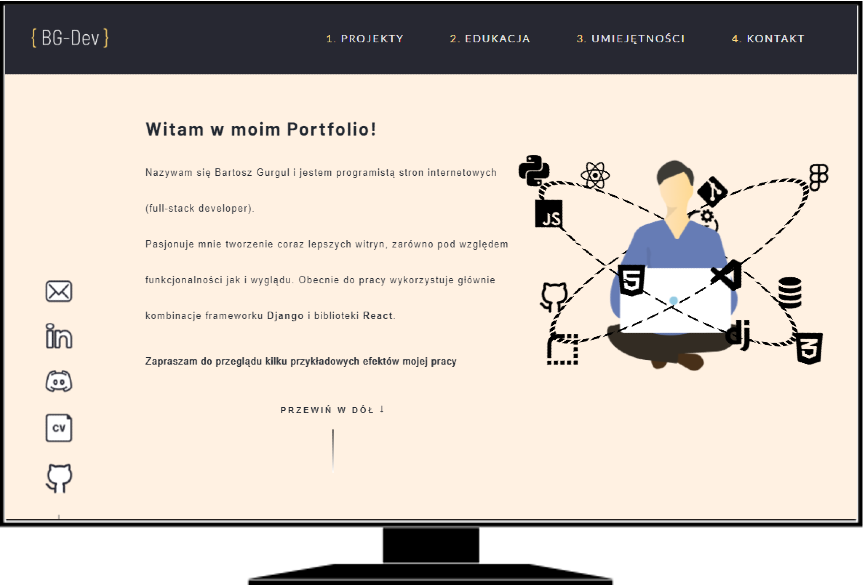 { BG-Dev }
1. PROJEKTY 2. EDUKACJA 3. UMIEJĘTNOŚCI 4. KONTAKT
Witam w moim Portfolio!
Nazywam się Bartosz Gurgul i jestem programistą stron internetowych
(full-stack developer).
Pasjonuje mnie tworzenie coraz lepszych witryn, zarówno pod względem
funkcjonalności jak i wyglądu. Obecnie do pracy wykorzystuje głównie
kombinacje frameworku Django i biblioteki React.
Zapraszam do przeglądu kilku przykładowych efektów mojej pracy
PRZEWIŃ W DÓŁ ↓
in
CV
JS
5
dj
3